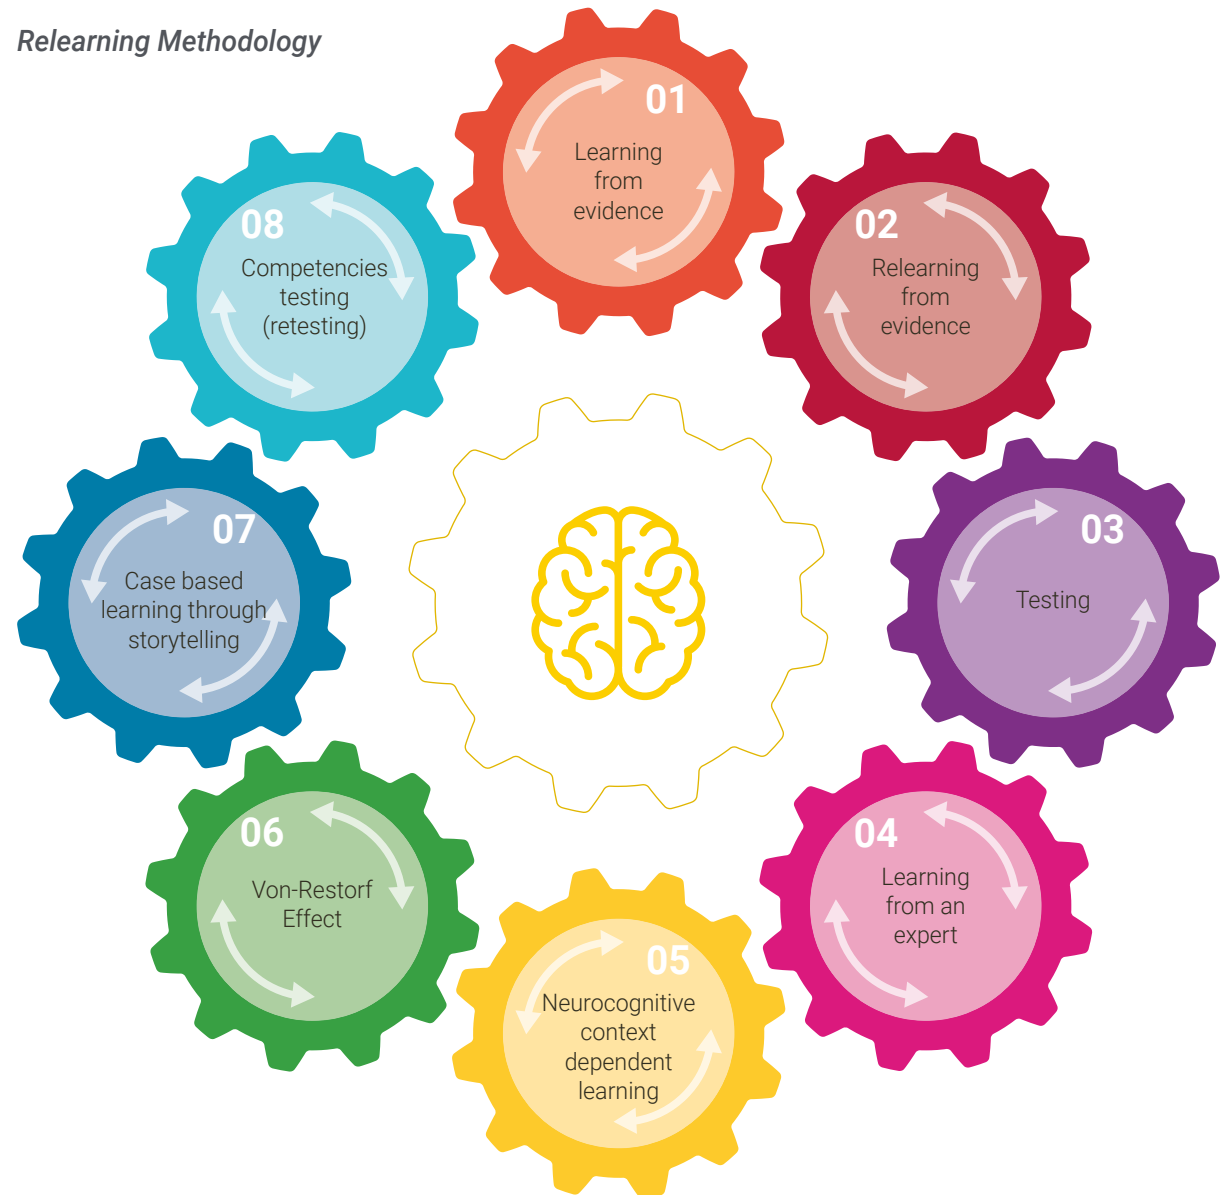 Relearning Methodology
01
Learning
from
evidence
02
Relearning
from
evidence
03
Testing
04
Learning
from an
expert
05
Neurocognitive
context
dependent
learning
06
Von-Restorf
Effect
07
Case based
learning through
storytelling
08
Competencies
testing
(retesting)